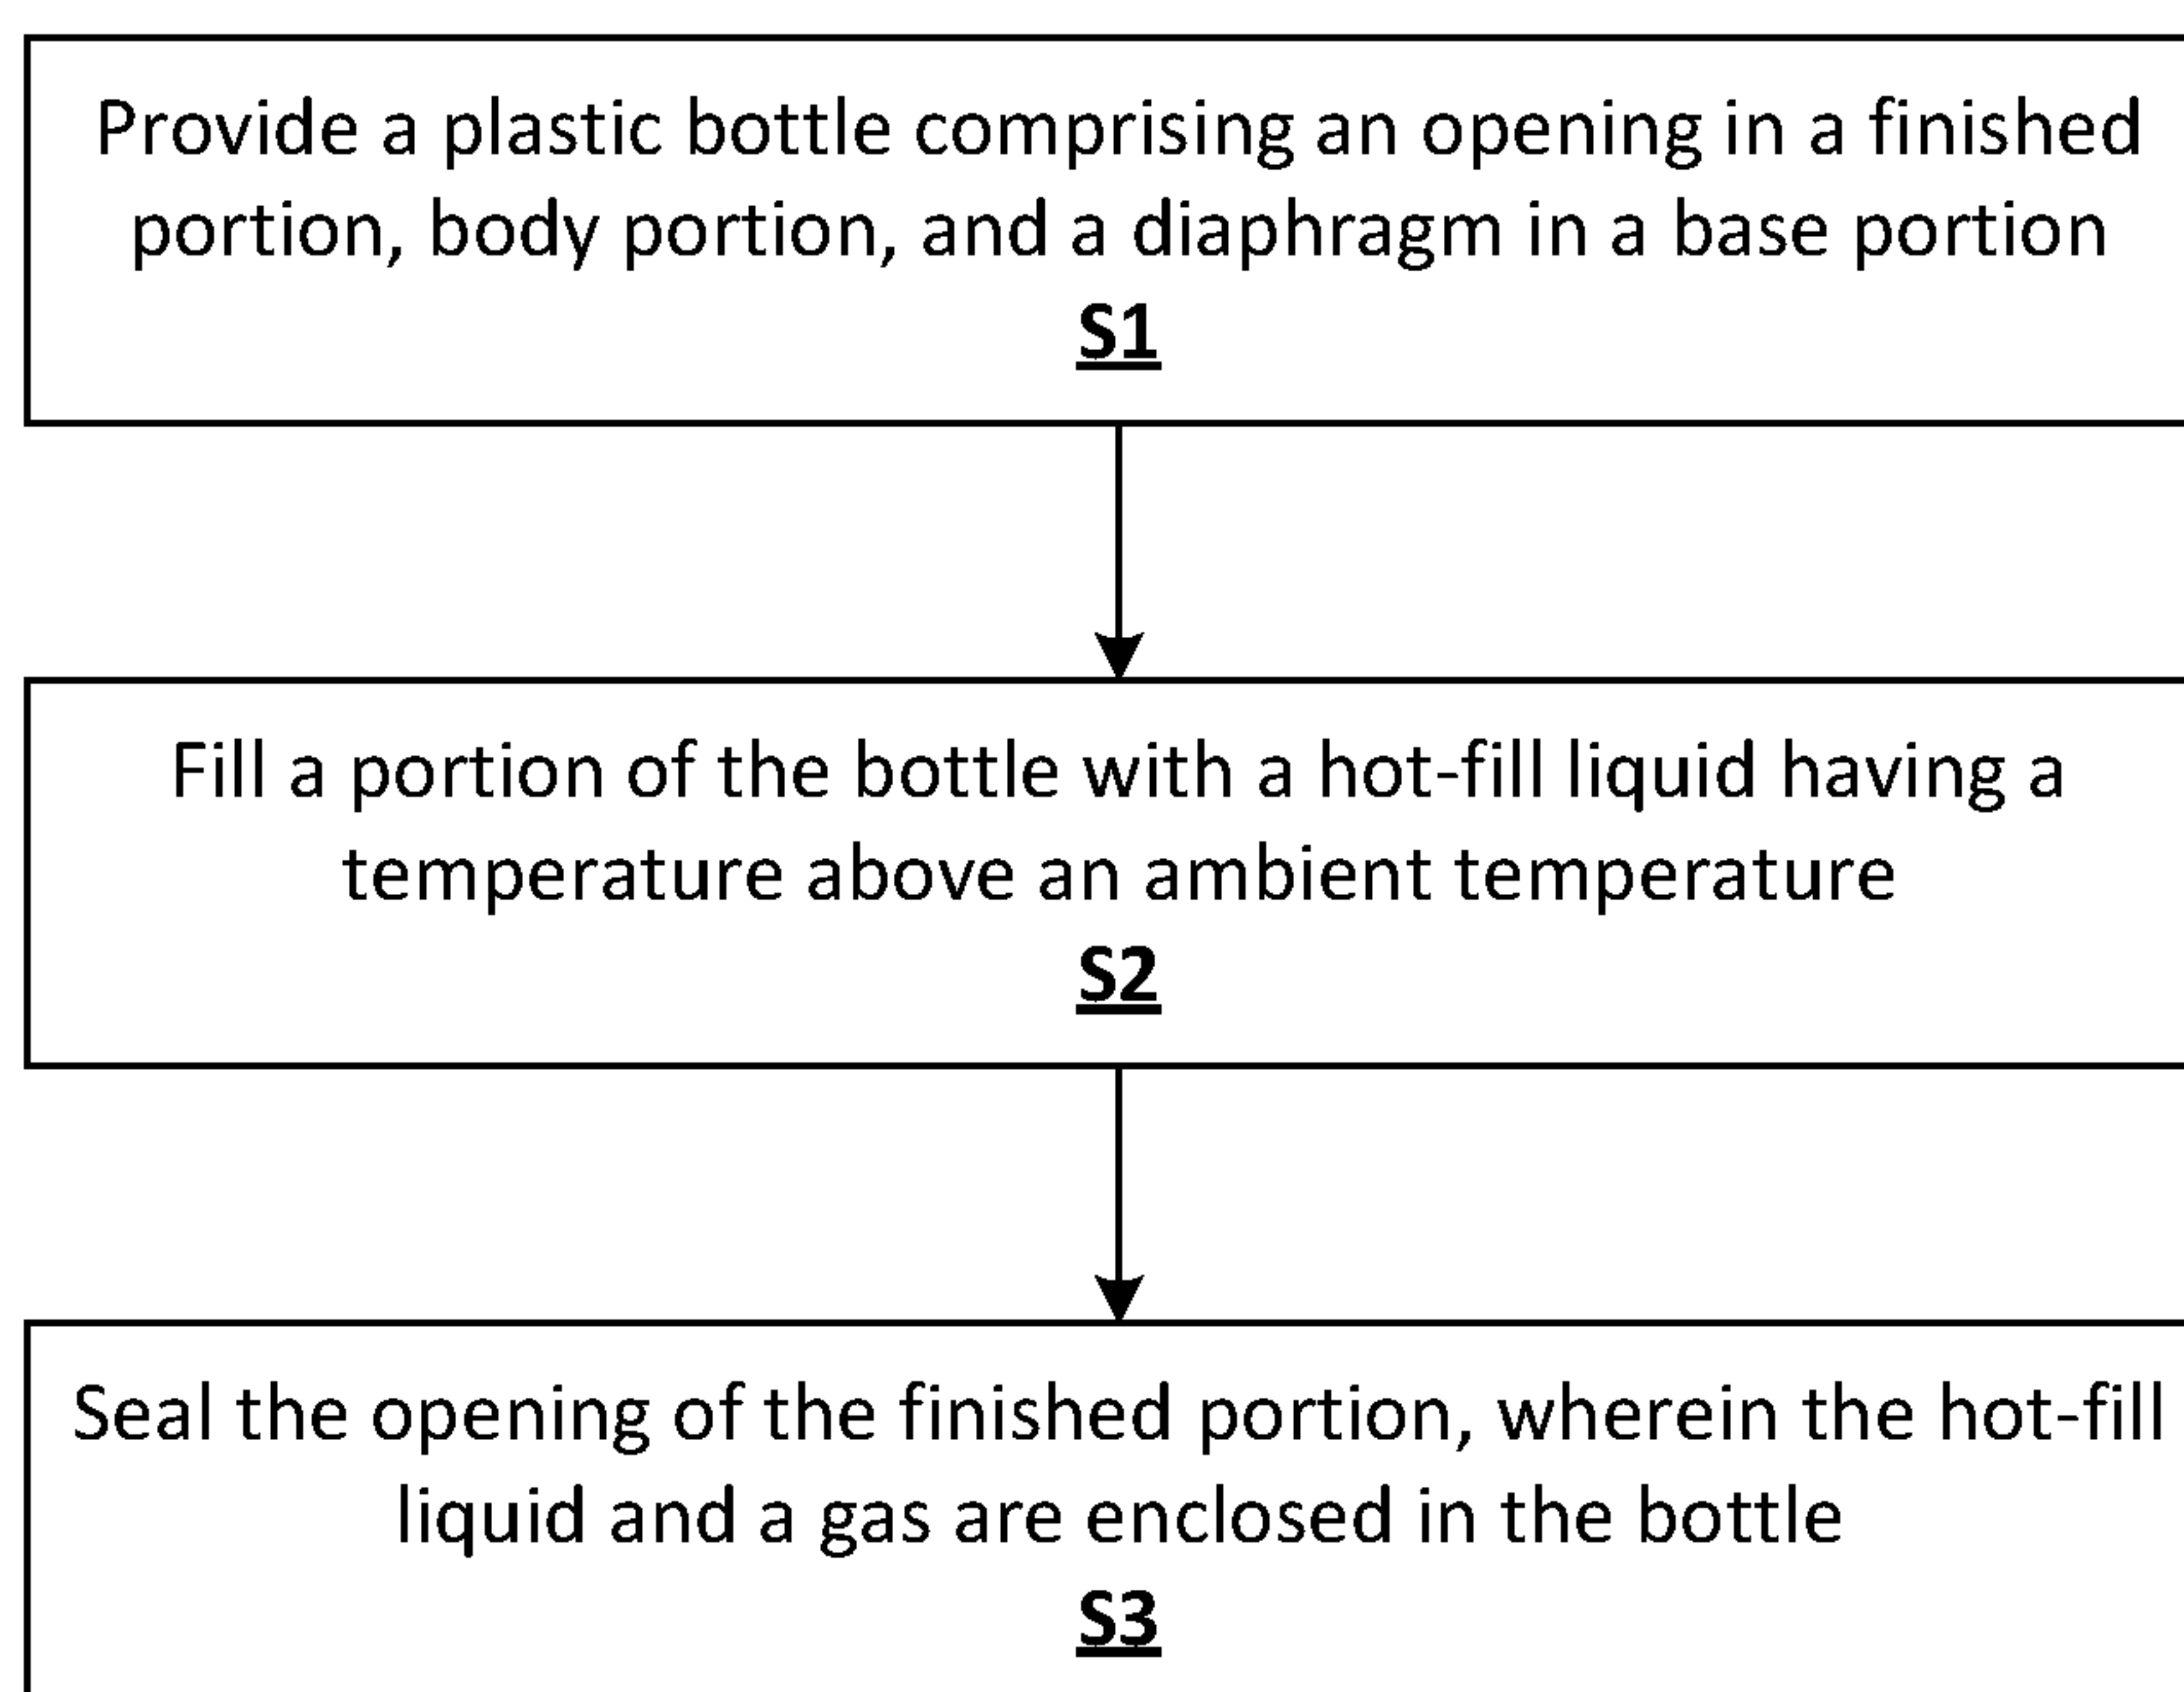 Provide a plastic bottle comprising an opening in a finished
portion, body portion, and a diaphragm in a base portion
S1
Fill a portion of the bottle with a hot-fill liquid having a
temperature above an ambient temperature
S2
Seal the opening of the finished portion, wherein the hot-fill
liquid and a gas are enclosed in the bottle
S3